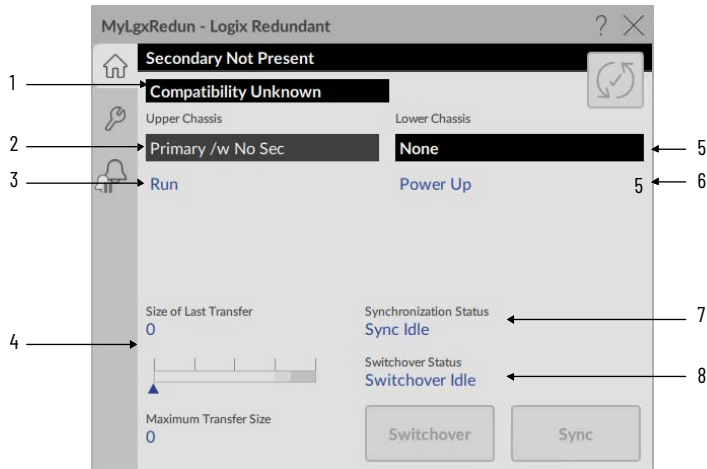 MyLgxRedun - Logix Redundant ?
Secondary Not Present
1 Compatibility Unknown
Upper Chassis Lower Chassis
2 Primary /w No Sec None 5
3 Run Power Up 5 6
Size of Last Transfer Synchronization Status
0 Sync Idle 7
4
Switchover Status
Switchover Idle 8
Maximum Transfer Size
0
Switchover Sync